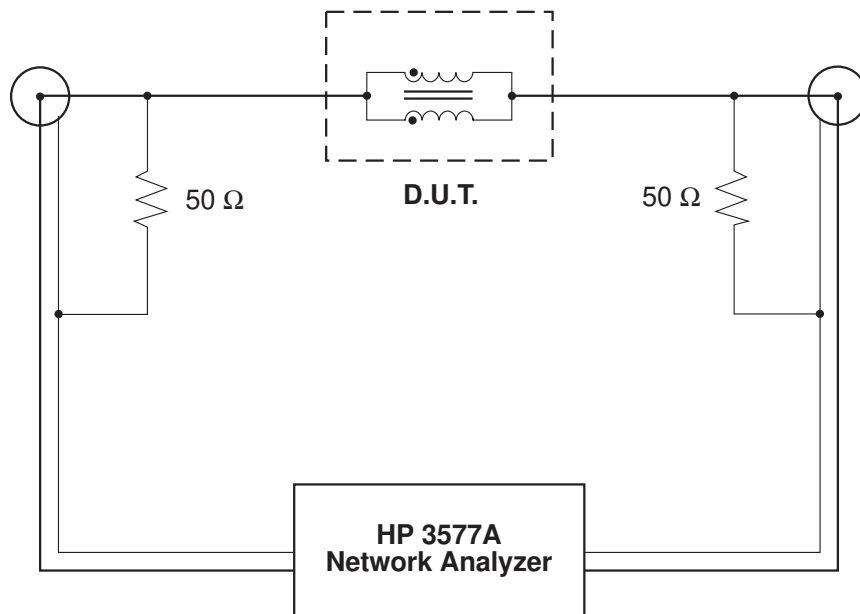 50 Ω
D.U.T.
50 Ω
HP 3577A
Network Analyzer